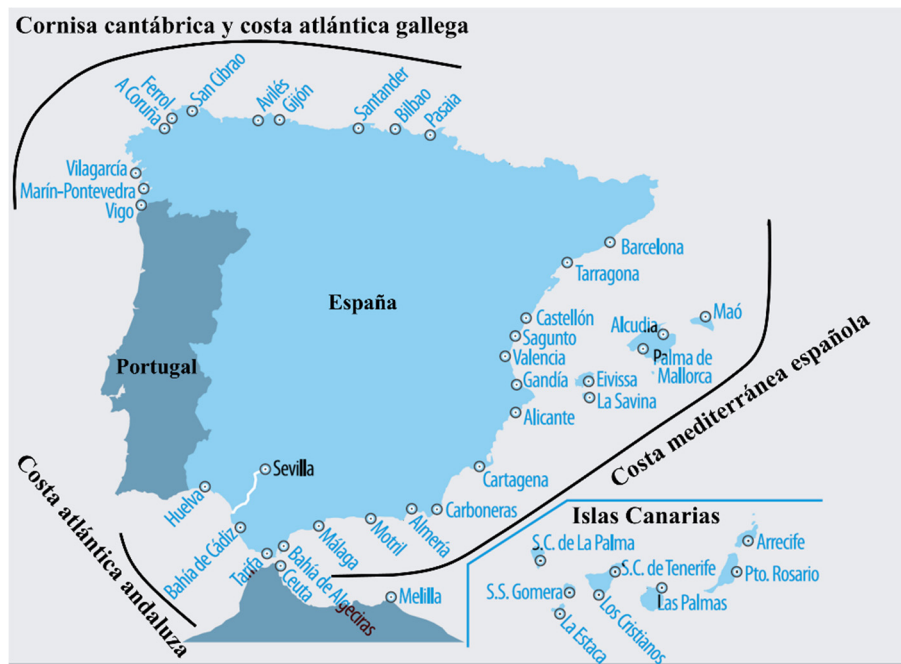 Cornisa cantábrica y costa atlántica gallega
A Coruña
Ferrol
San Cibrao
Avilés
Gijón
Santander
Bilbao
Pasaia
Vilagarcía
Marín-Pontevedra
Vigo
Barcelona
Tarragona
España
Portugal
Castellón
Sagunto
Valencia
Gandía
Alicante
Maó
Alcudia
Palma de
Mallorca
Eivissa
La Savina
Costa mediterránea española
Sevilla
Cartagena
Carboneras
Huelva
Bahía de Cádiz
Tarifa
Ceuta
Bahía de Algeciras
Málaga
Motril
Almería
Melilla
Costa atlántica andaluza
Islas Canarias
S.C. de La Palma
Arrecife
S.C. de Tenerife
Pto. Rosario
S.S. Gomera
Las Palmas
La Estaca
Los Cristianos